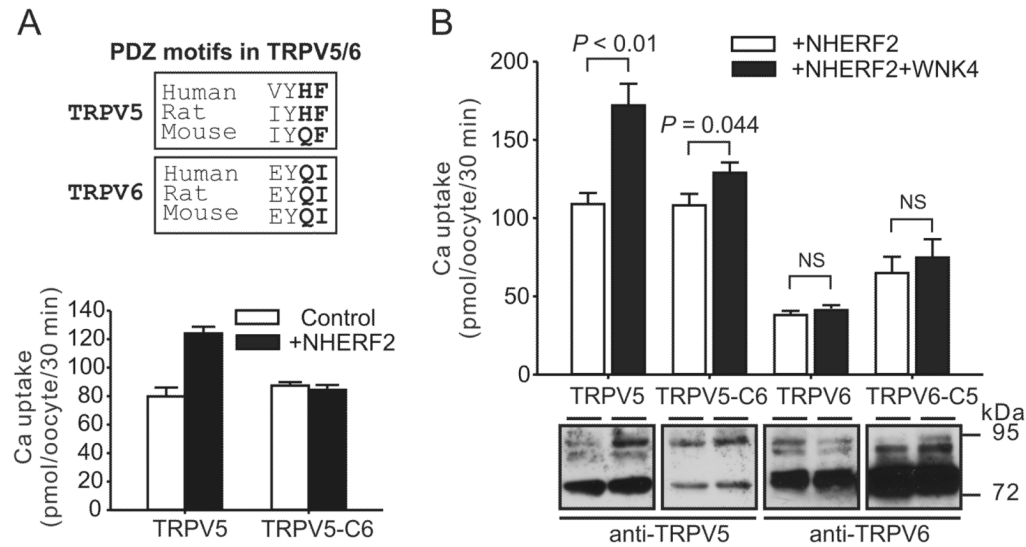 A
PDZ motifs in TRPV5/6
TRPV5
Human VYHF
Rat IYHF
Mouse IYQF
TRPV6
Human EYQI
Rat EYQI
Mouse EYQI
Ca uptake
(pmol/oocyte/30 min)
140
120
100
80
60
40
20
0
Control
+NHERF2
TRPV5 TRPV5-C6
B
Ca uptake
(pmol/oocyte/30 min)
200
150
100
50
0
+NHERF2
+NHERF2+WNK4
P < 0.01
P = 0.044
NS
NS
TRPV5 TRPV5-C6 TRPV6 TRPV6-C5
kDa
95
72
anti-TRPV5 anti-TRPV6